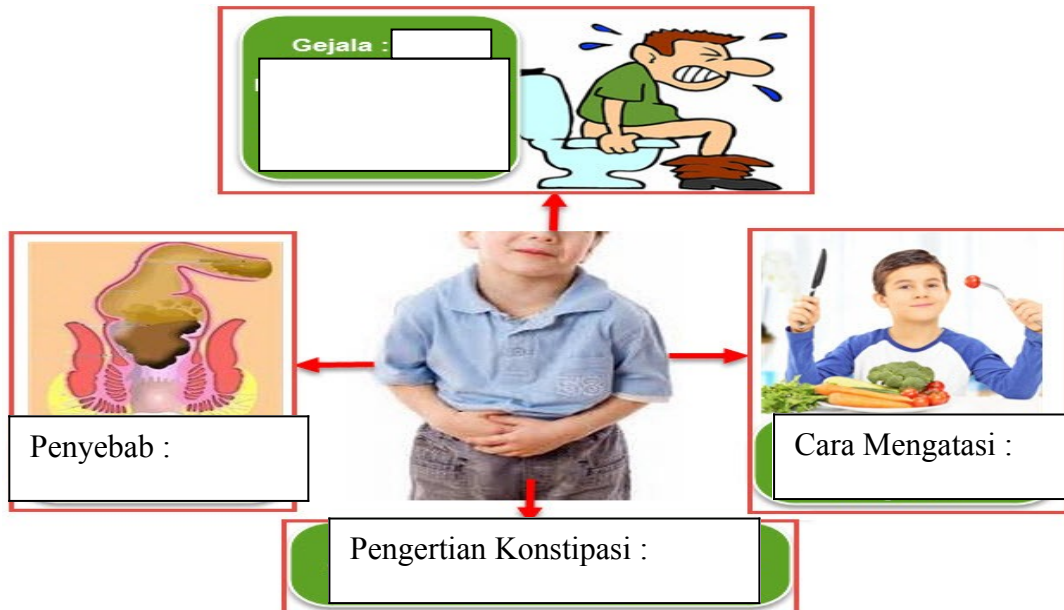 Gejala :
Penyebab :
Cara Mengatasi :
Pengertian Konstipasi :